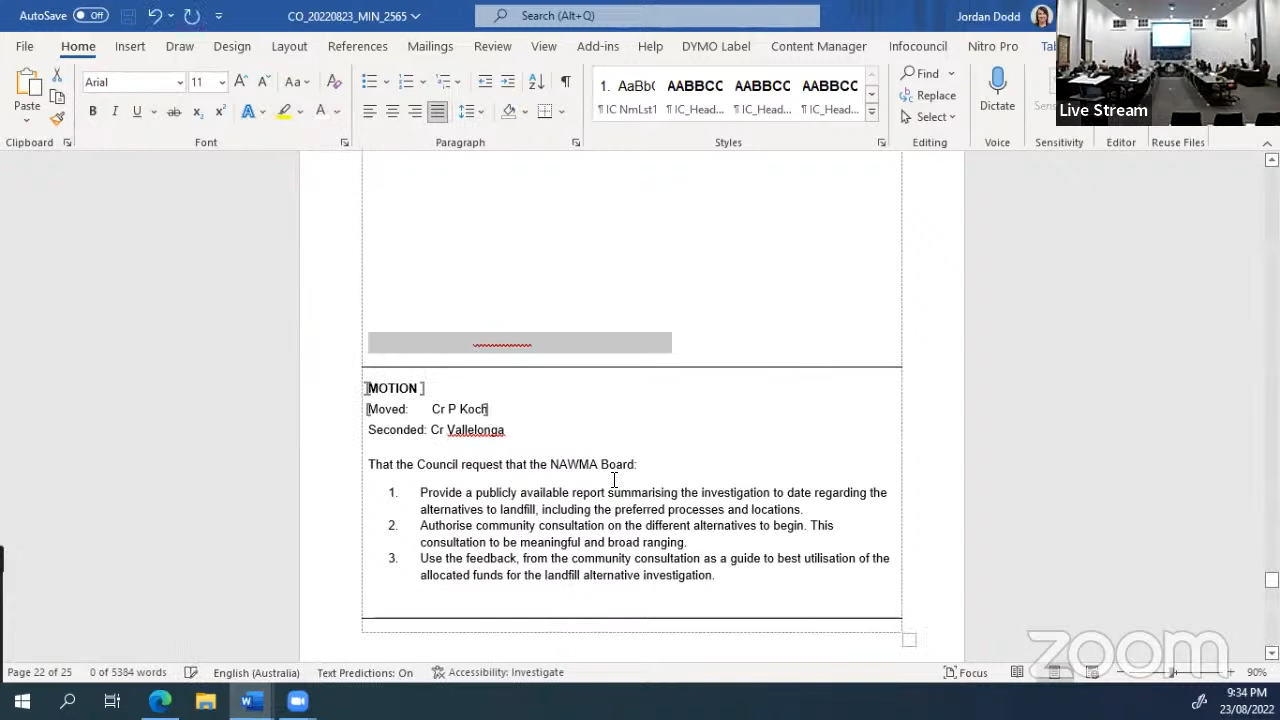 AutoSave Off CO_20220823_MIN_2565 Search (Alt+Q) Jordan Dodd
File Home Insert Draw Design Layout References Mailings Review View Add-ins Help DYMO Label Content Manager Infocouncil Nitro Pro
Live Stream
Paste Arial 11 Aa
B I U ab x A A
1. AaBb( AABBCC AABBCC AABBCC
¶ IC NmLst1 ¶ IC_Head... ¶ IC_Head... ¶ IC_Head...
Find
Replace
Select
Dictate
Clipboard Font Paragraph Styles Editing Voice Sensitivity Editor Reuse Files
MOTION
Moved: Cr P Koch
Seconded: Cr Vallelonga
That the Council request that the NAWMA Board:
1. Provide a publicly available report summarising the investigation to date regarding the
alternatives to landfill, including the preferred processes and locations.
2. Authorise community consultation on the different alternatives to begin. This
consultation to be meaningful and broad ranging.
3. Use the feedback, from the community consultation as a guide to best utilisation of the
allocated funds for the landfill alternative investigation.
zoom
Page 22 of 25 0 of 5384 words English (Australia) Text Predictions: On Accessibility: Investigate Focus 90%
9:34 PM
23/08/2022